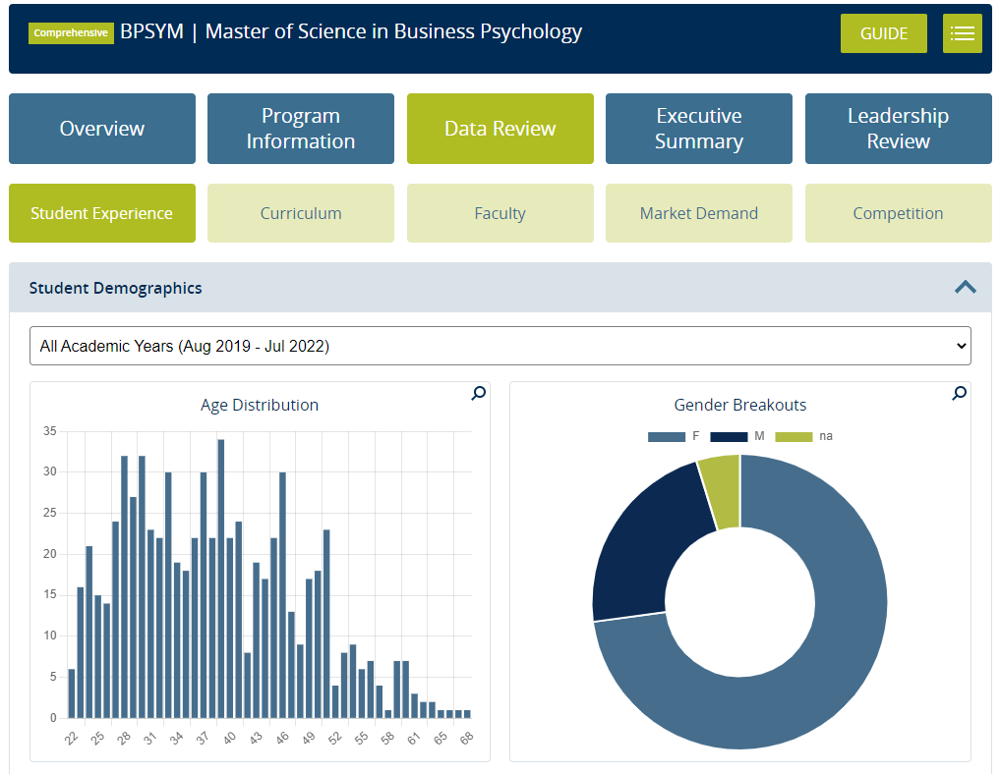 Comprehensive BPSYM | Master of Science in Business Psychology
GUIDE
Overview
Program
Information
Data Review
Executive
Summary
Leadership
Review
Student Experience
Curriculum
Faculty
Market Demand
Competition
Student Demographics
All Academic Years (Aug 2019 - Jul 2022)
Age Distribution
35
30
25
20
15
10
5
0
22 25 28 31 34 37 40 43 46 49 52 55 58 61 65 68
Gender Breakouts
F M na